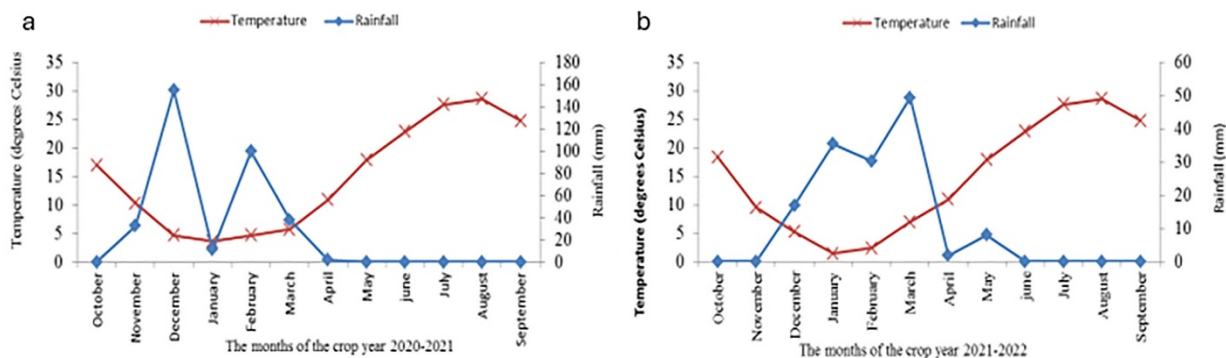 a
Temperature Rainfall
Temperature (degrees Celsius
35
30
25
20
15
10
5
0
180
160
140
120
100
80
60
40
20
0
Rainfall (mm)
October
November
December
January
February
March
April
May
june
July
August
September
The months of the crop year 2020-2021
b
Temperature Rainfall
Temperature (degrees Celsius)
35
30
25
20
15
10
5
0
60
50
40
30
20
10
0
Rainfall (mm)
October
November
December
January
February
March
April
May
june
July
August
September
The months of the crop year 2021-2022